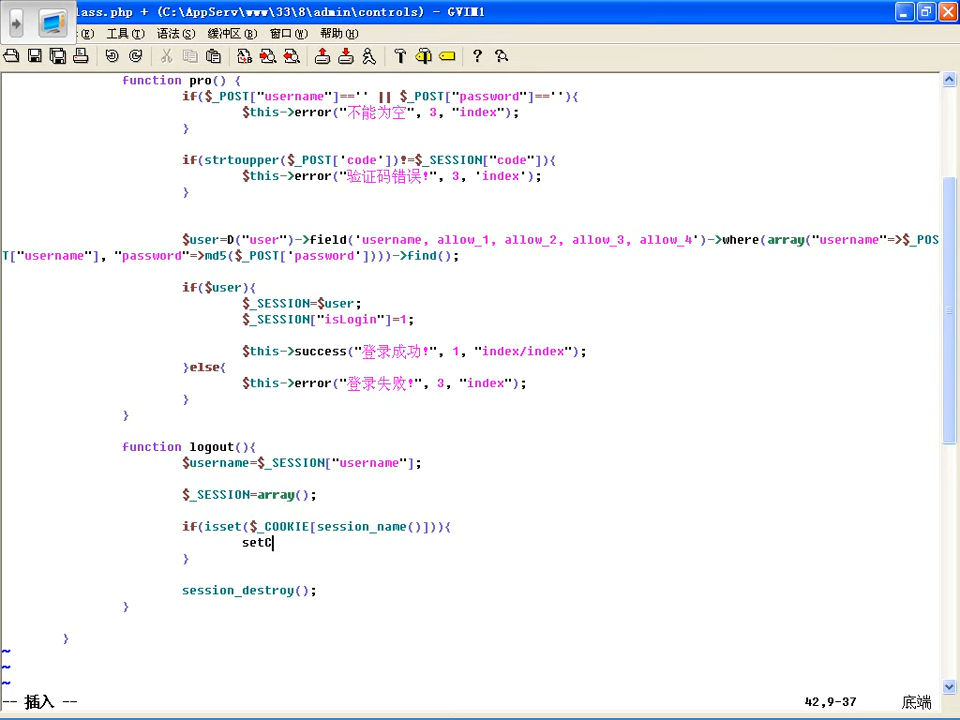 lass.php + (C:\AppServ\www\33\8\admin\controls) - GVIM1
(E) 工具(T) 语法(S) 缓冲区(B) 窗口(W) 帮助(H)
function pro() {
if($_POST["username"]=='' || $_POST["password"]==''){
$this->error("不能为空", 3, "index");
}
if(strtoupper($_POST['code'])!=$_SESSION["code"]){
$this->error("验证码错误!", 3, 'index');
}
$user=D("user")->field('username, allow_1, allow_2, allow_3, allow_4')->where(array("username"=>$_POS
T["username"], "password"=>md5($_POST['password'])))->find();
if($user){
$_SESSION=$user;
$_SESSION["isLogin"]=1;
$this->success("登录成功!", 1, "index/index");
}else{
$this->error("登录失败!", 3, "index");
}
}
function logout(){
$username=$_SESSION["username"];
$_SESSION=array();
if(isset($_COOKIE[session_name()])){
setC
}
session_destroy();
}
}
~
~
~
-- 插入 --
42,9-37
底端